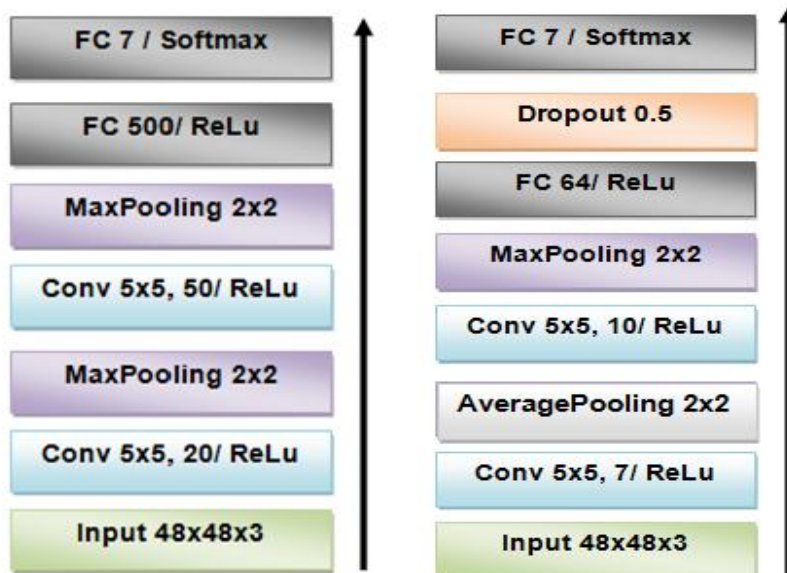 FC 7 / Softmax
FC 500/ ReLu
MaxPooling 2x2
Conv 5x5, 50/ ReLu
MaxPooling 2x2
Conv 5x5, 20/ ReLu
Input 48x48x3
FC 7 / Softmax
Dropout 0.5
FC 64/ ReLu
MaxPooling 2x2
Conv 5x5, 10/ ReLu
AveragePooling 2x2
Conv 5x5, 7/ ReLu
Input 48x48x3